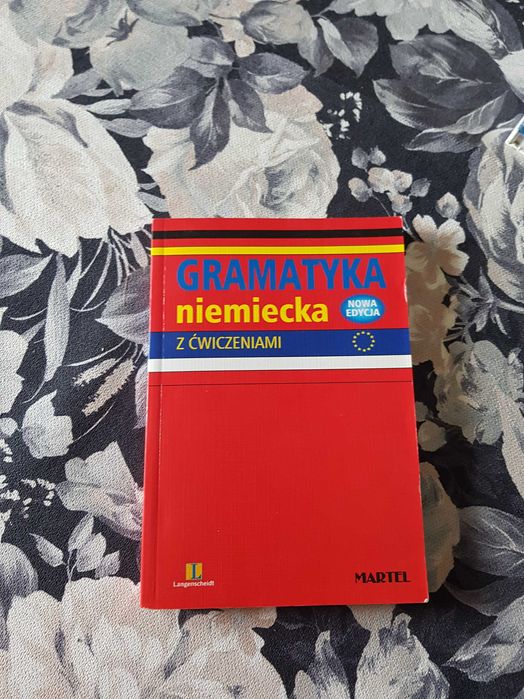 GRAMATYKA
niemiecka
NOWA
EDYCJA
Z ĆWICZENIAMI
L
Langenscheidt
MARTEL